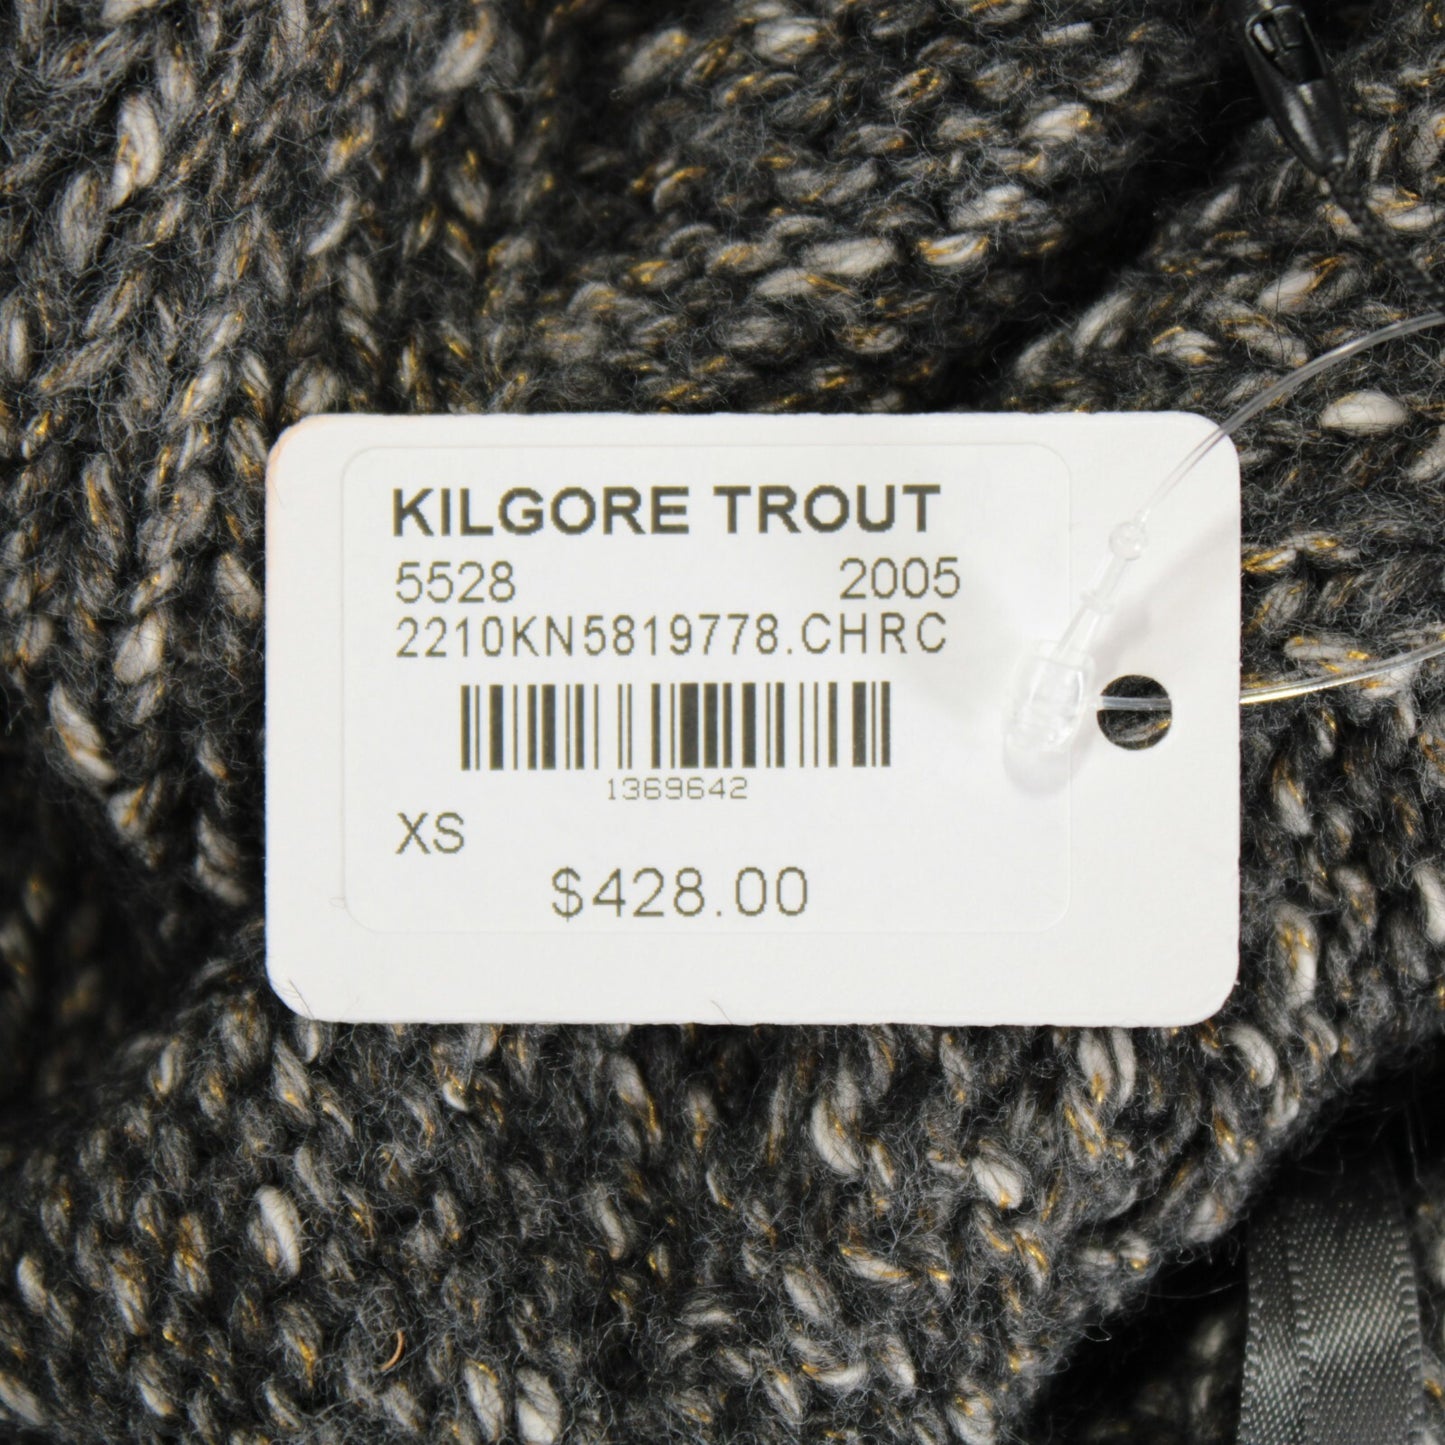 KILGORE TROUT
5528 2005
2210KN5819778.CHRC
1369642
XS
$428.00